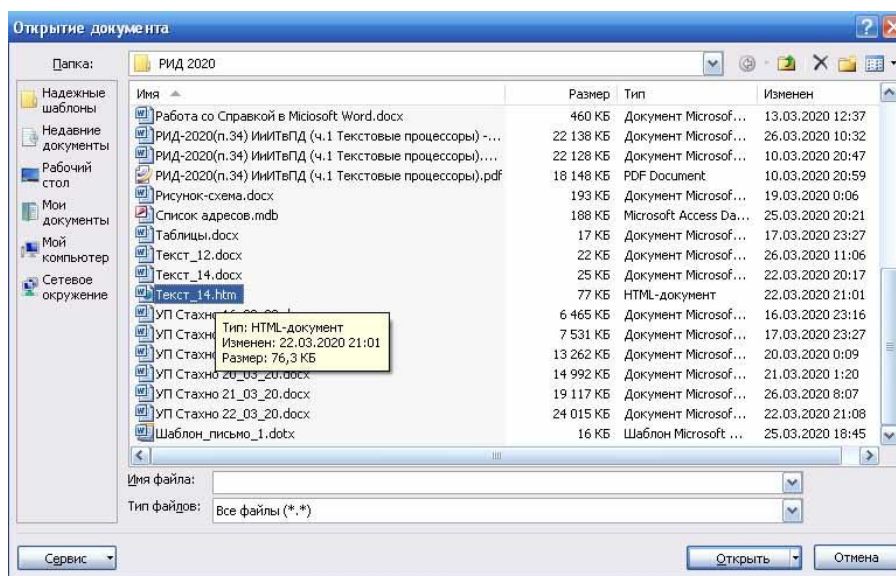 Открытие документа
Папка: РИД 2020
Надежные шаблоны
Недавние документы
Рабочий стол
Мои документы
Мой компьютер
Сетевое окружение
Имя Размер Тип Изменен
Работа со Справкой в Miciosoft Word.docx 460 КБ Документ Microsof... 13.03.2020 12:37
РИД-2020(п.34) ИиИТвПД (ч.1 Текстовые процессоры) -... 22 138 КБ Документ Microsof... 26.03.2020 10:32
РИД-2020(п.34) ИиИТвПД (ч.1 Текстовые процессоры).... 22 128 КБ Документ Microsof... 10.03.2020 20:47
РИД-2020(п.34) ИиИТвПД (ч.1 Текстовые процессоры).pdf 18 148 КБ PDF Document 10.03.2020 20:59
Рисунок-схема.docx 193 КБ Документ Microsof... 19.03.2020 0:06
Список адресов.mdb 188 КБ Microsoft Access Da... 25.03.2020 20:21
Таблицы.docx 17 КБ Документ Microsof... 17.03.2020 23:27
Текст_12.docx 22 КБ Документ Microsof... 26.03.2020 11:06
Текст_14.docx 25 КБ Документ Microsof... 22.03.2020 20:17
Текст_14.htm 77 КБ HTML-документ 22.03.2020 21:01
УП Стахно 6 465 КБ Документ Microsof... 16.03.2020 23:16
УП Стахно 7 531 КБ Документ Microsof... 17.03.2020 23:27
УП Стахно 13 262 КБ Документ Microsof... 20.03.2020 0:09
УП Стахно 20_03_20.docx 14 992 КБ Документ Microsof... 21.03.2020 1:20
УП Стахно 21_03_20.docx 19 117 КБ Документ Microsof... 26.03.2020 8:07
УП Стахно 22_03_20.docx 24 015 КБ Документ Microsof... 22.03.2020 21:08
Шаблон_письмо_1.dotx 16 КБ Шаблон Microsoft ... 25.03.2020 18:45
Тип: HTML-документ
Изменен: 22.03.2020 21:01
Размер: 76,3 КБ
Имя файла:
Тип файлов: Все файлы (*.*)
Сервис Открыть Отмена